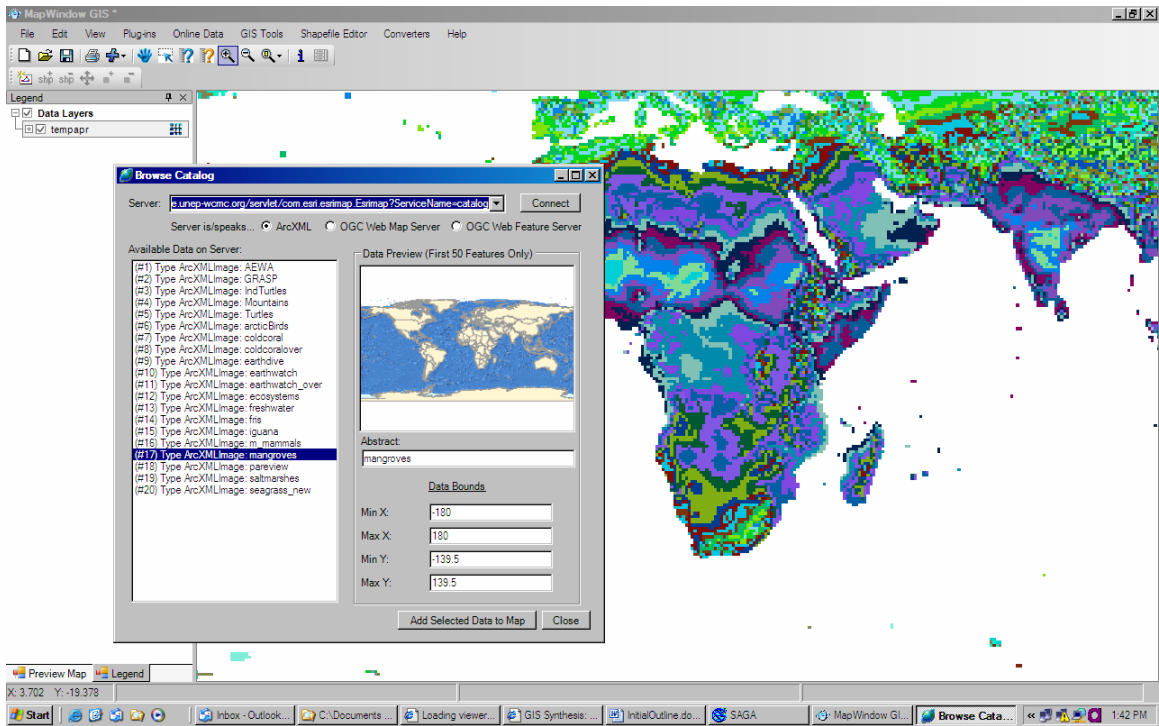 MapWindow GIS *
File Edit View Plug-ins Online Data GIS Tools Shapefile Editor Converters Help
shp shp
Legend
Data Layers
tempapr
Browse Catalog
Server: e.unep-wcmc.org/servlet/com.esri.esrimap.Esrimap?ServiceName=catalog Connect
Server is/speaks... ArcXML OGC Web Map Server OGC Web Feature Server
Available Data on Server:
(#1) Type ArcXMLImage: AEWA
(#2) Type ArcXMLImage: GRASP
(#3) Type ArcXMLImage: IndTurtles
(#4) Type ArcXMLImage: Mountains
(#5) Type ArcXMLImage: Turtles
(#6) Type ArcXMLImage: arcticBirds
(#7) Type ArcXMLImage: coldcoral
(#8) Type ArcXMLImage: coldcoralover
(#9) Type ArcXMLImage: earthdive
(#10) Type ArcXMLImage: earthwatch
(#11) Type ArcXMLImage: earthwatch_over
(#12) Type ArcXMLImage: ecosystems
(#13) Type ArcXMLImage: freshwater
(#14) Type ArcXMLImage: fris
(#15) Type ArcXMLImage: iguana
(#16) Type ArcXMLImage: m_mammals
(#17) Type ArcXMLImage: mangroves
(#18) Type ArcXMLImage: pareview
(#19) Type ArcXMLImage: saltmarshes
(#20) Type ArcXMLImage: seagrass_new
Data Preview (First 50 Features Only)
Abstract:
mangroves
Data Bounds
Min X: -180
Max X: 180
Min Y: -139.5
Max Y: 139.5
Add Selected Data to Map Close
Preview Map Legend
X: 3.702 Y: -19.378
Start Inbox - Outlook... C:\Documents ... Loading viewer... GIS Synthesis: ... InitialOutline.do... SAGA MapWindow GI... Browse Cata... 1:42 PM